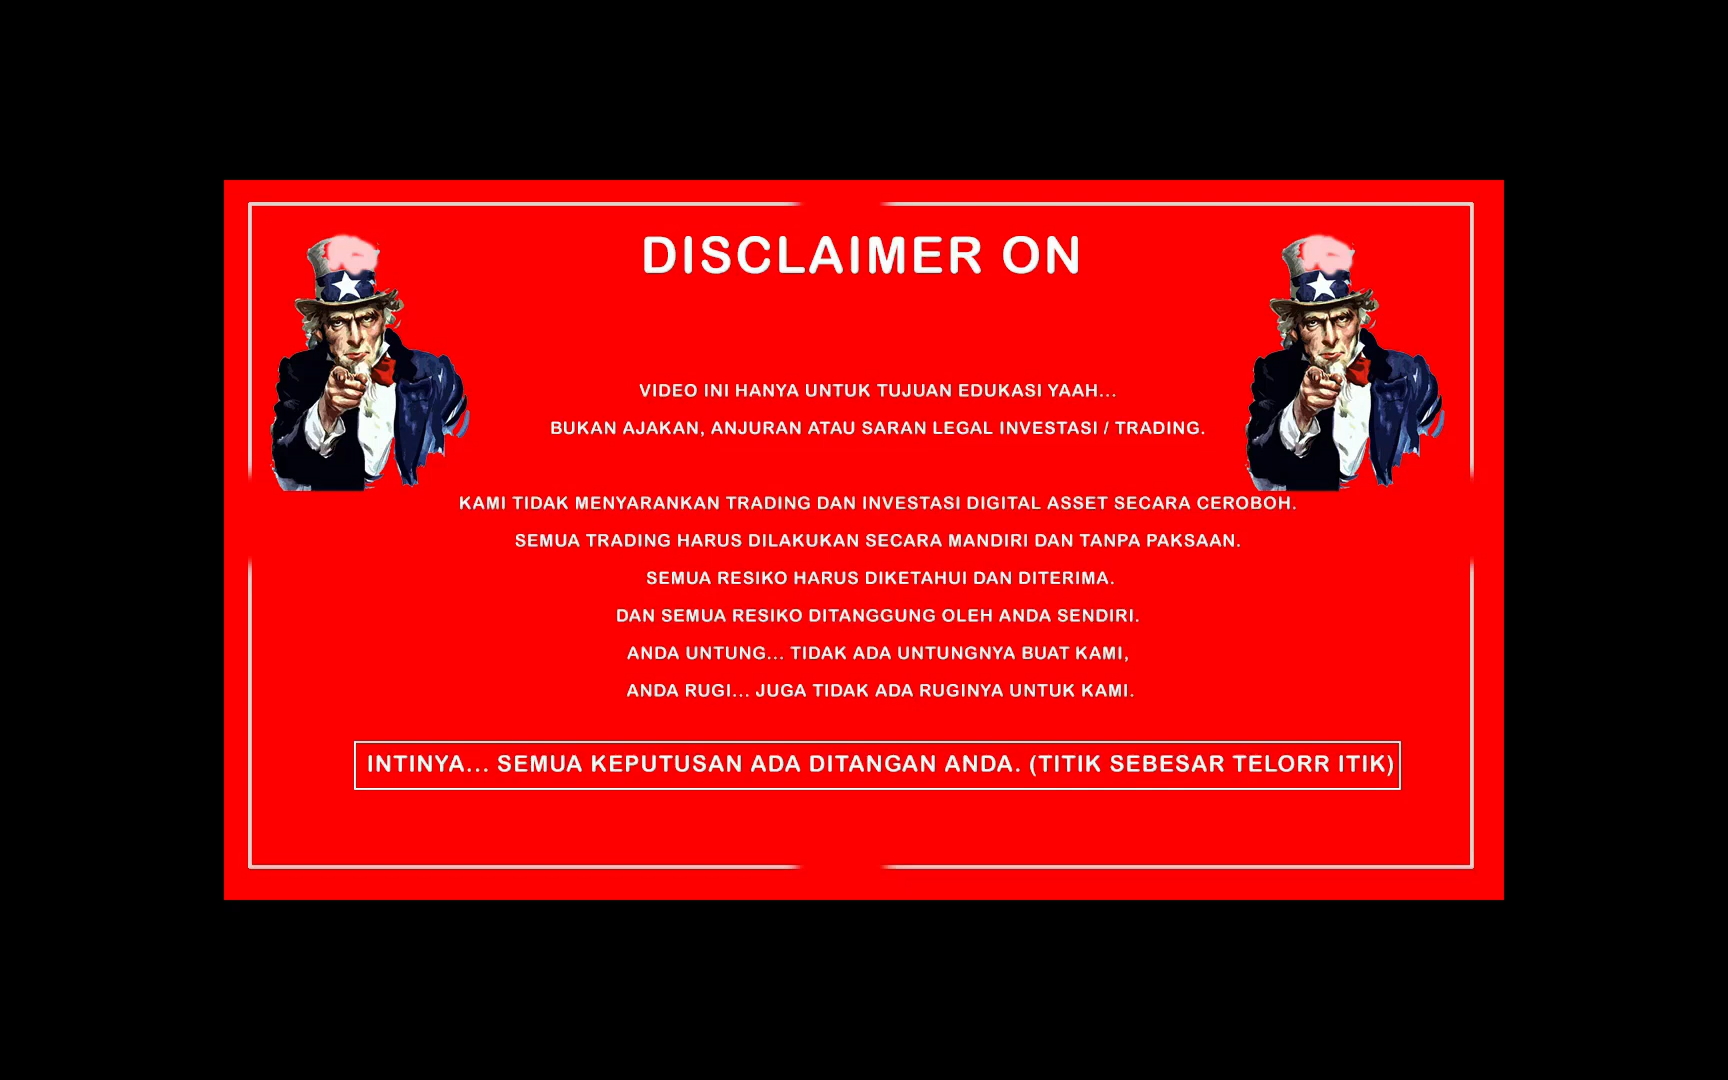 DISCLAIMER ON
VIDEO INI HANYA UNTUK TUJUAN EDUKASI YAAH...
BUKAN AJAKAN, ANJURAN ATAU SARAN LEGAL INVESTASI / TRADING.
KAMI TIDAK MENYARANKAN TRADING DAN INVESTASI DIGITAL ASSET SECARA CEROBOH.
SEMUA TRADING HARUS DILAKUKAN SECARA MANDIRI DAN TANPA PAKSAAN.
SEMUA RESIKO HARUS DIKETAHUI DAN DITERIMA.
DAN SEMUA RESIKO DITANGGUNG OLEH ANDA SENDIRI.
ANDA UNTUNG... TIDAK ADA UNTUNGNYA BUAT KAMI,
ANDA RUGI... JUGA TIDAK ADA RUGINYA UNTUK KAMI.
INTINYA... SEMUA KEPUTUSAN ADA DITANGAN ANDA. (TITIK SEBESAR TELORR ITIK)